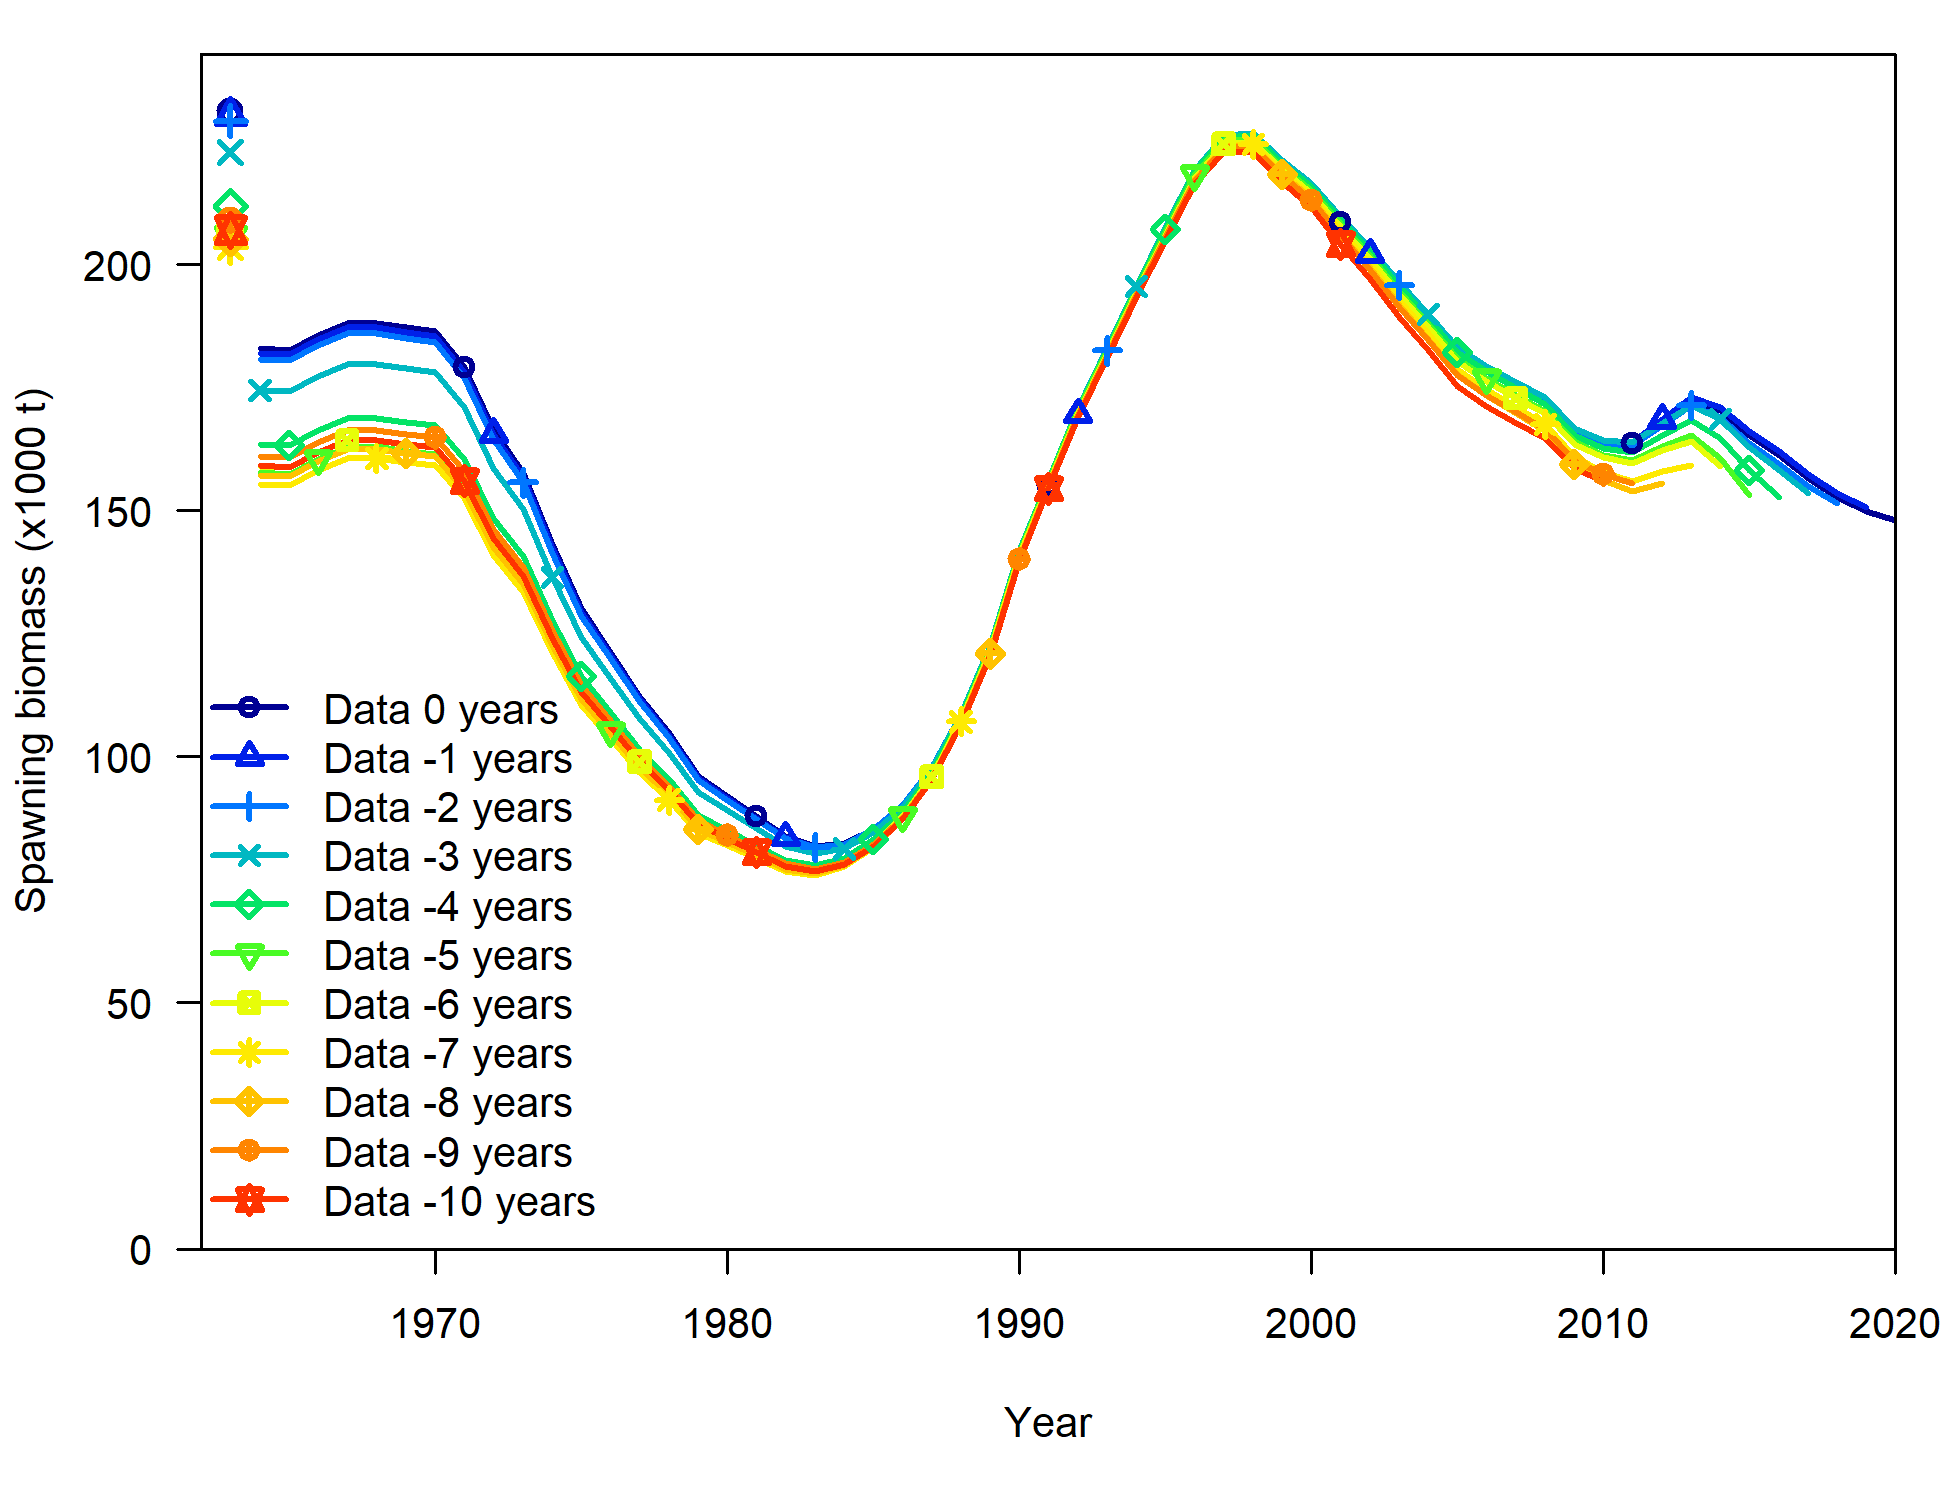 Spawning biomass (x1000 t)
200
150
100
50
0
Data 0 years
Data -1 years
Data -2 years
Data -3 years
Data -4 years
Data -5 years
Data -6 years
Data -7 years
Data -8 years
Data -9 years
Data -10 years
1970 1980 1990 2000 2010 2020
Year